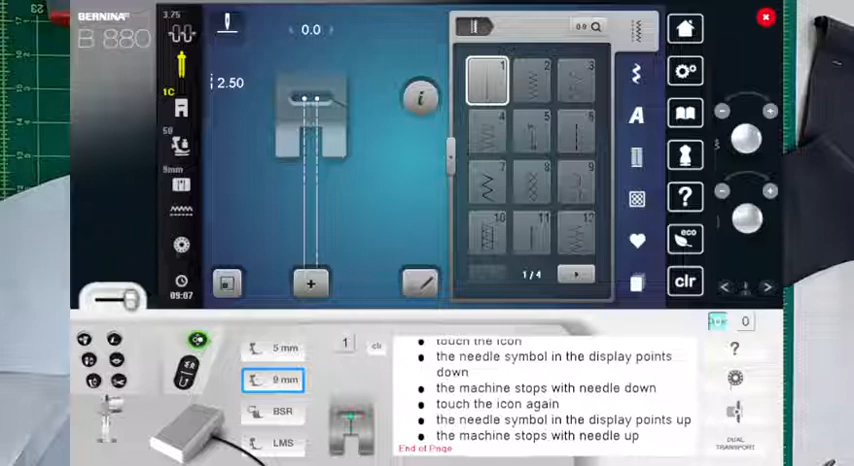 BERNINA
B 880
3.75
0.0
2.50
1C
50
9mm
09:07
i
09
1
2
3
4
5
6
7
8
9
10
11
12
1/4
A
?
eco
clr
5 mm
9 mm
BSR
LMS
1
clr
touch the icon
the needle symbol in the display points
down
the machine stops with needle down
touch the icon again
the needle symbol in the display points up
the machine stops with needle up
End of Page
0
?
DUAL
TRANSPORT